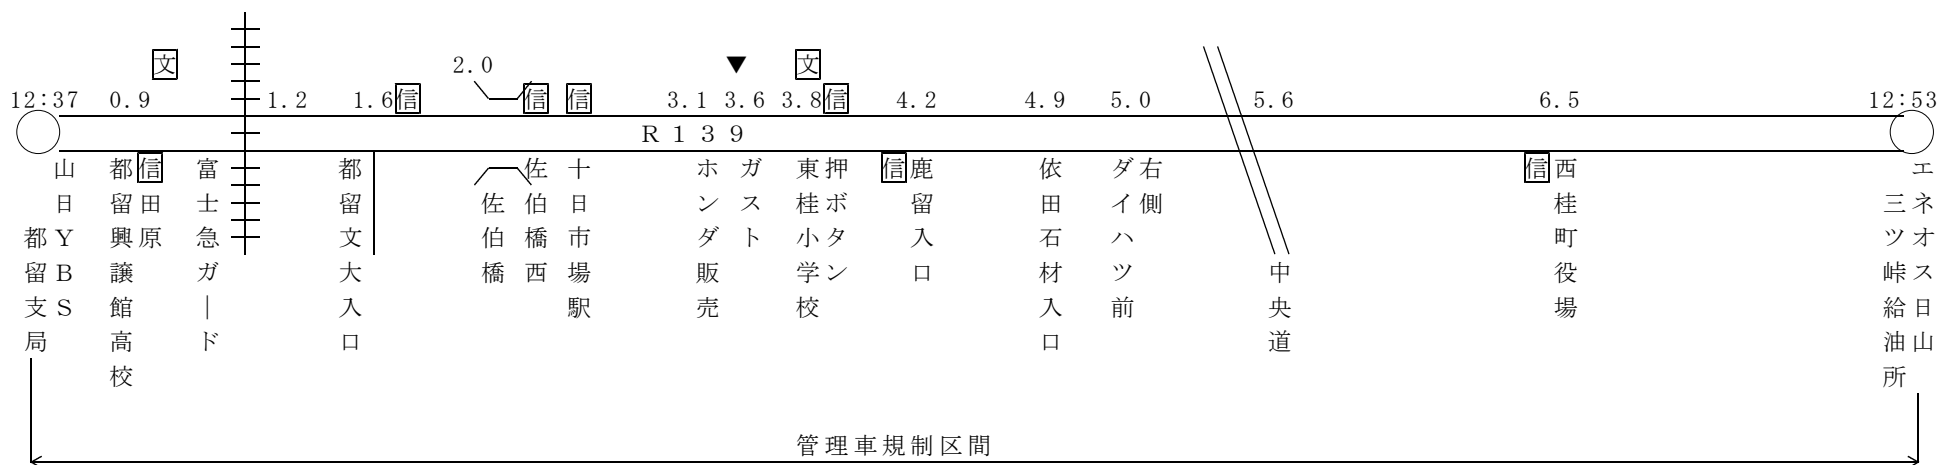 文
2.0
▼
文
12:37
0.9
1.2
1.6
信
信
信
3.1
3.6
3.8
信
4.2
4.9
5.0
5.6
6.5
12:53
R139
山日YBS
都留支局
都留興譲館高校
信
田原
富士急ガード
都留文大入口
佐伯橋
佐伯橋西
十日市場駅
ホンダ販売
ガスト
東桂小学校
押ボタン
信
鹿留入口
依田石材入口
ダイハツ前
右側
中央道
信
西桂町役場
エネオス日山
三ツ峠給油所
管理車規制区間